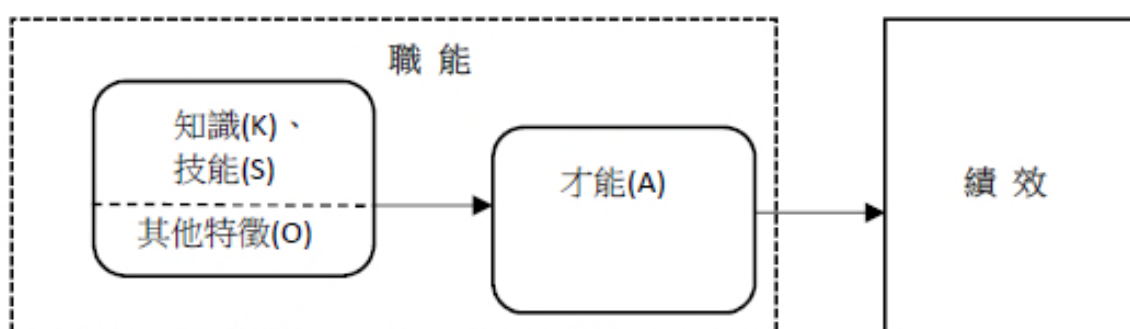 職 能
知識(K)、
技能(S)
其他特徵(O)
才能(A)
績 效